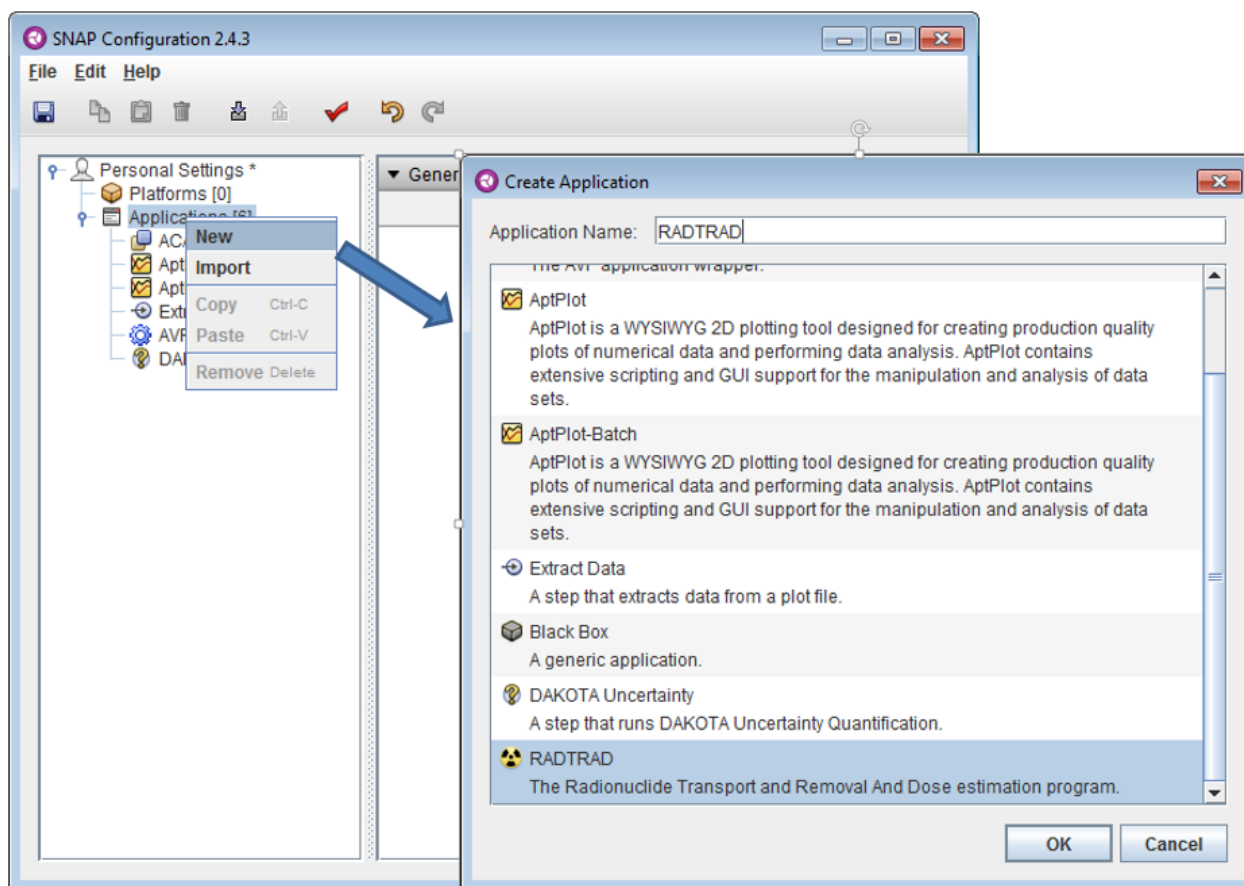 SNAP Configuration 2.4.3
File Edit Help
Personal Settings *
Platforms [0]
Applications [6]
New
Import
Copy Ctrl-C
Paste Ctrl-V
Remove Delete
Create Application
Application Name: RADTRAD
The AVF application wrapper.
AptPlot
AptPlot is a WYSIWYG 2D plotting tool designed for creating production quality
plots of numerical data and performing data analysis. AptPlot contains
extensive scripting and GUI support for the manipulation and analysis of data
sets.
AptPlot-Batch
AptPlot is a WYSIWYG 2D plotting tool designed for creating production quality
plots of numerical data and performing data analysis. AptPlot contains
extensive scripting and GUI support for the manipulation and analysis of data
sets.
Extract Data
A step that extracts data from a plot file.
Black Box
A generic application.
DAKOTA Uncertainty
A step that runs DAKOTA Uncertainty Quantification.
RADTRAD
The Radionuclide Transport and Removal And Dose estimation program.
OK Cancel